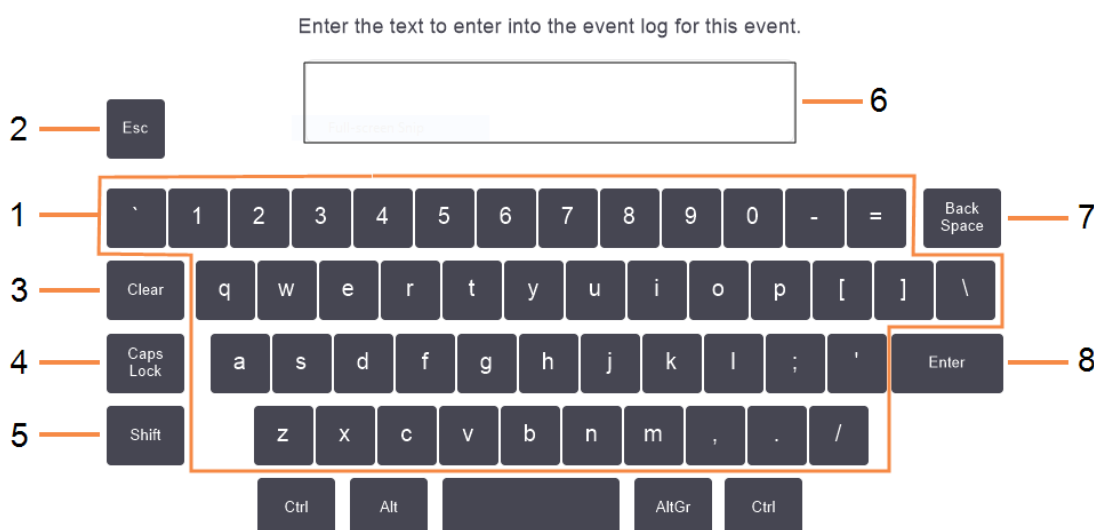 Enter the text to enter into the event log for this event.
6
2 Esc
1 ` 1 2 3 4 5 6 7 8 9 0 - = Back Space 7
3 Clear q w e r t y u i o p [ ] \
4 Caps Lock a s d f g h j k l ; ' Enter 8
5 Shift z x c v b n m , . /
Ctrl Alt AltGr Ctrl